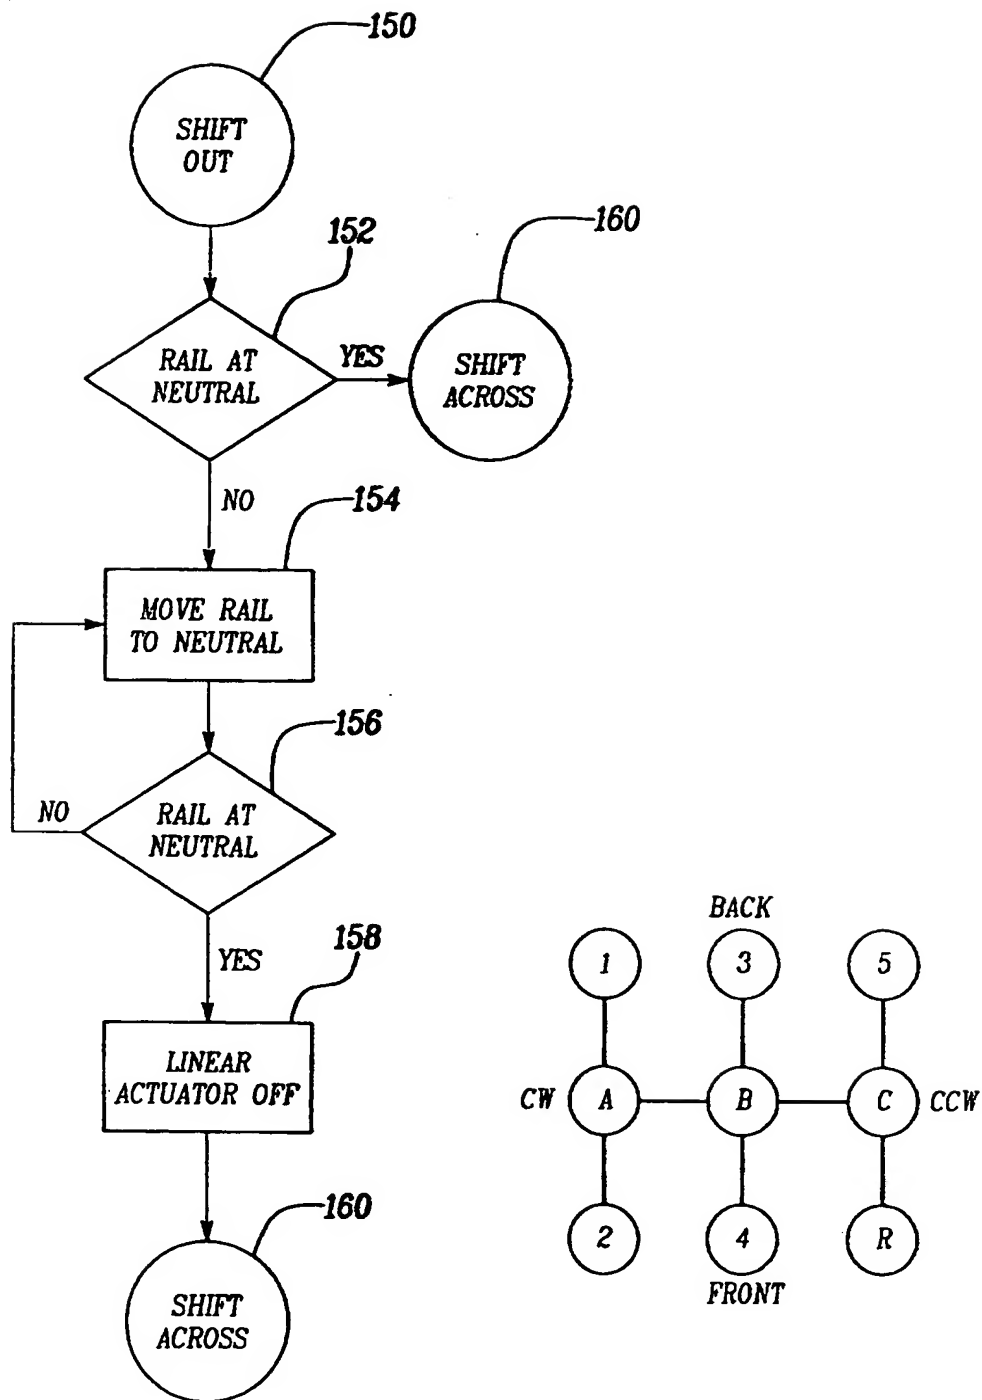 150
SHIFT
OUT
152
160
RAIL AT
NEUTRAL
YES
SHIFT
ACROSS
NO
154
MOVE RAIL
TO NEUTRAL
156
NO
RAIL AT
NEUTRAL
YES
158
LINEAR
ACTUATOR OFF
160
SHIFT
ACROSS
BACK
1
3
5
CW
A
B
C
CCW
2
4
R
FRONT